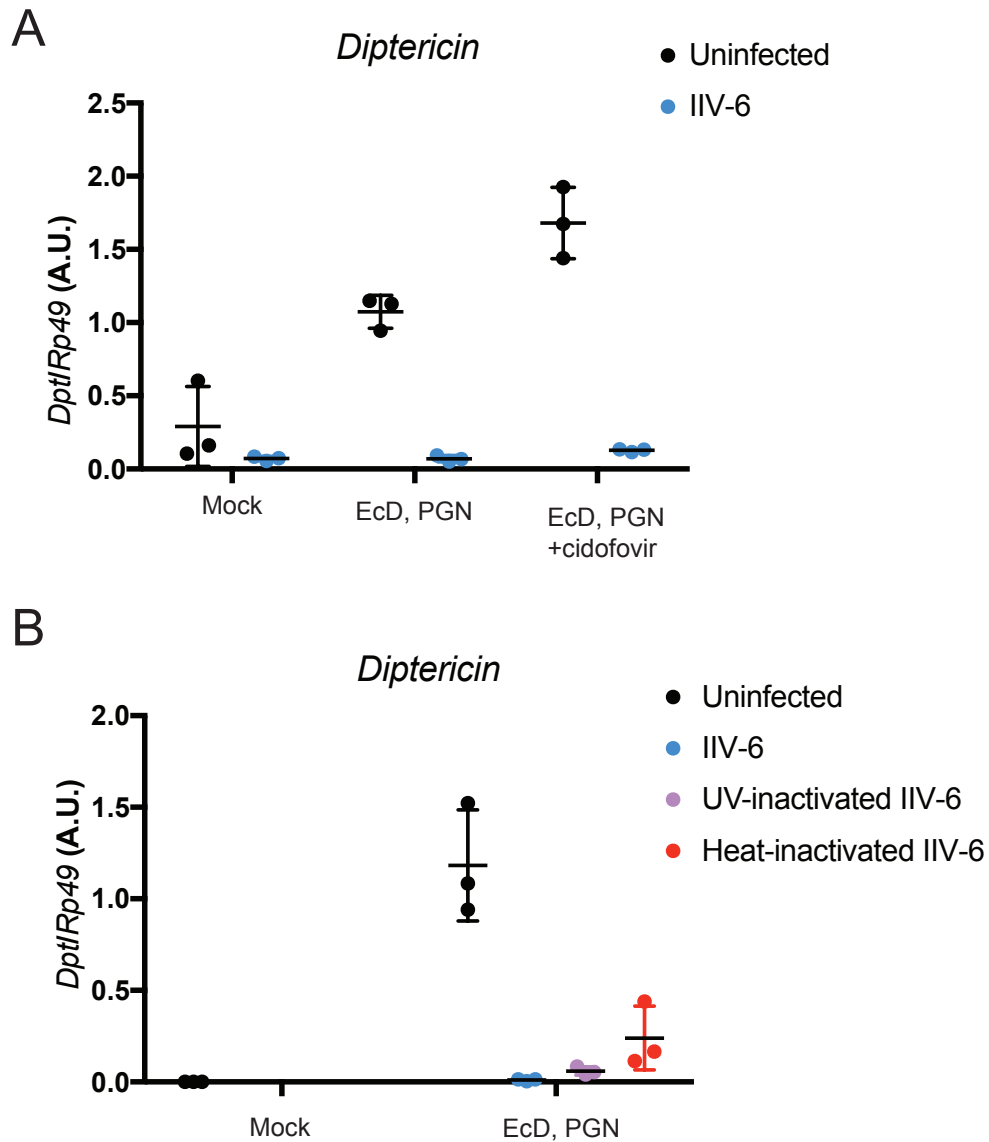 A
Diptericin
Uninfected
IIV-6
2.5
2.0
1.5
1.0
0.5
0.0
Dpt/Rp49 (A.U.)
Mock
EcD, PGN
EcD, PGN
+cidofovir
B
Diptericin
Uninfected
IIV-6
UV-inactivated IIV-6
Heat-inactivated IIV-6
2.0
1.5
1.0
0.5
0.0
Dpt/Rp49 (A.U.)
Mock
EcD, PGN